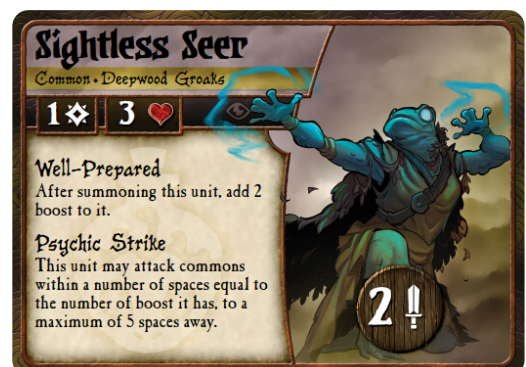 Sightless Seer
Common • Deepwood Groaks
1 3
Well-Prepared
After summoning this unit, add 2
boost to it.
Psychic Strike
This unit may attack commons
within a number of spaces equal to
the number of boost it has, to a
maximum of 5 spaces away.
2